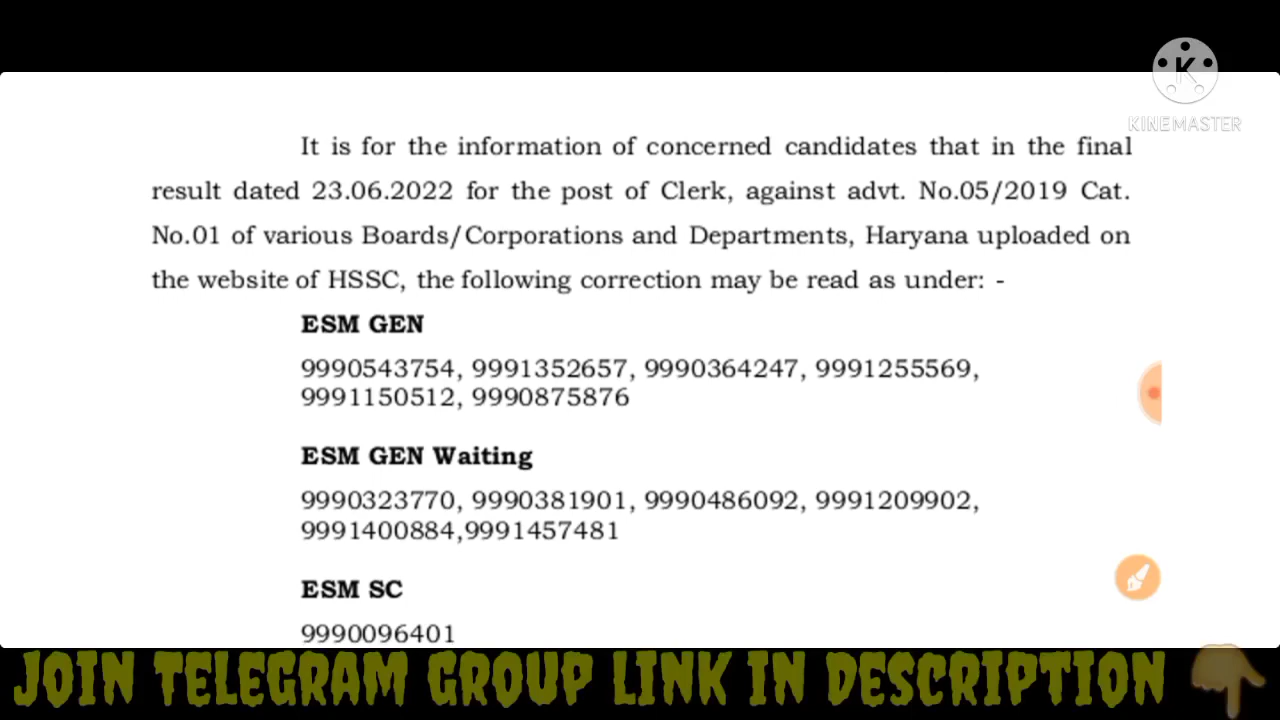 KINEMASTER
It is for the information of concerned candidates that in the final
result dated 23.06.2022 for the post of Clerk, against advt. No.05/2019 Cat.
No.01 of various Boards/Corporations and Departments, Haryana uploaded on
the website of HSSC, the following correction may be read as under: -
ESM GEN
9990543754, 9991352657, 9990364247, 9991255569,
9991150512, 9990875876
ESM GEN Waiting
9990323770, 9990381901, 9990486092, 9991209902,
9991400884,9991457481
ESM SC
9990096401
JOIN TELEGRAM GROUP LINK IN DESCRIPTION